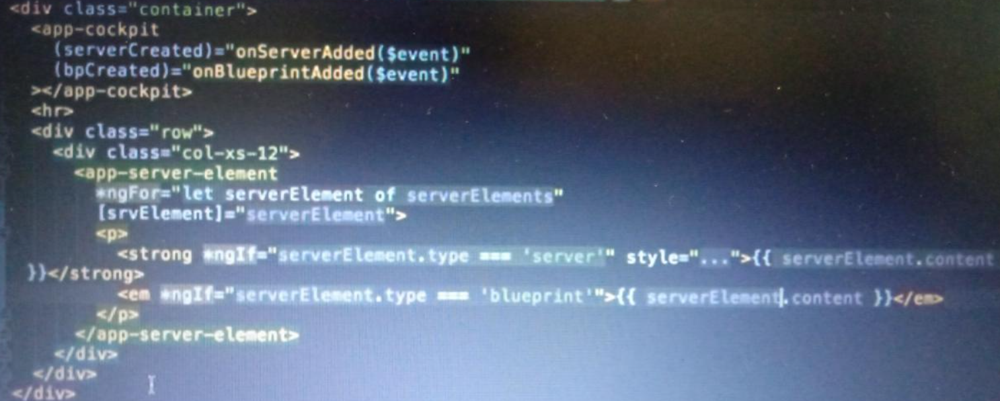 <div class="container">
<app-cockpit
(serverCreated)="onServerAdded($event)"
(bpCreated)="onBlueprintAdded($event)"
></app-cockpit>
<hr>
<div class="row">
<div class="col-xs-12">
<app-server-element
*ngFor="let serverElement of serverElements"
[srvElement]="serverElement">
<p>
<strong *ngIf="serverElement.type === 'server'" style="...">{{ serverElement.content
}}</strong>
<em *ngIf="serverElement.type === 'blueprint'">{{ serverElement.content }}</em>
</p>
</app-server-element>
</div>
</div>
</div>